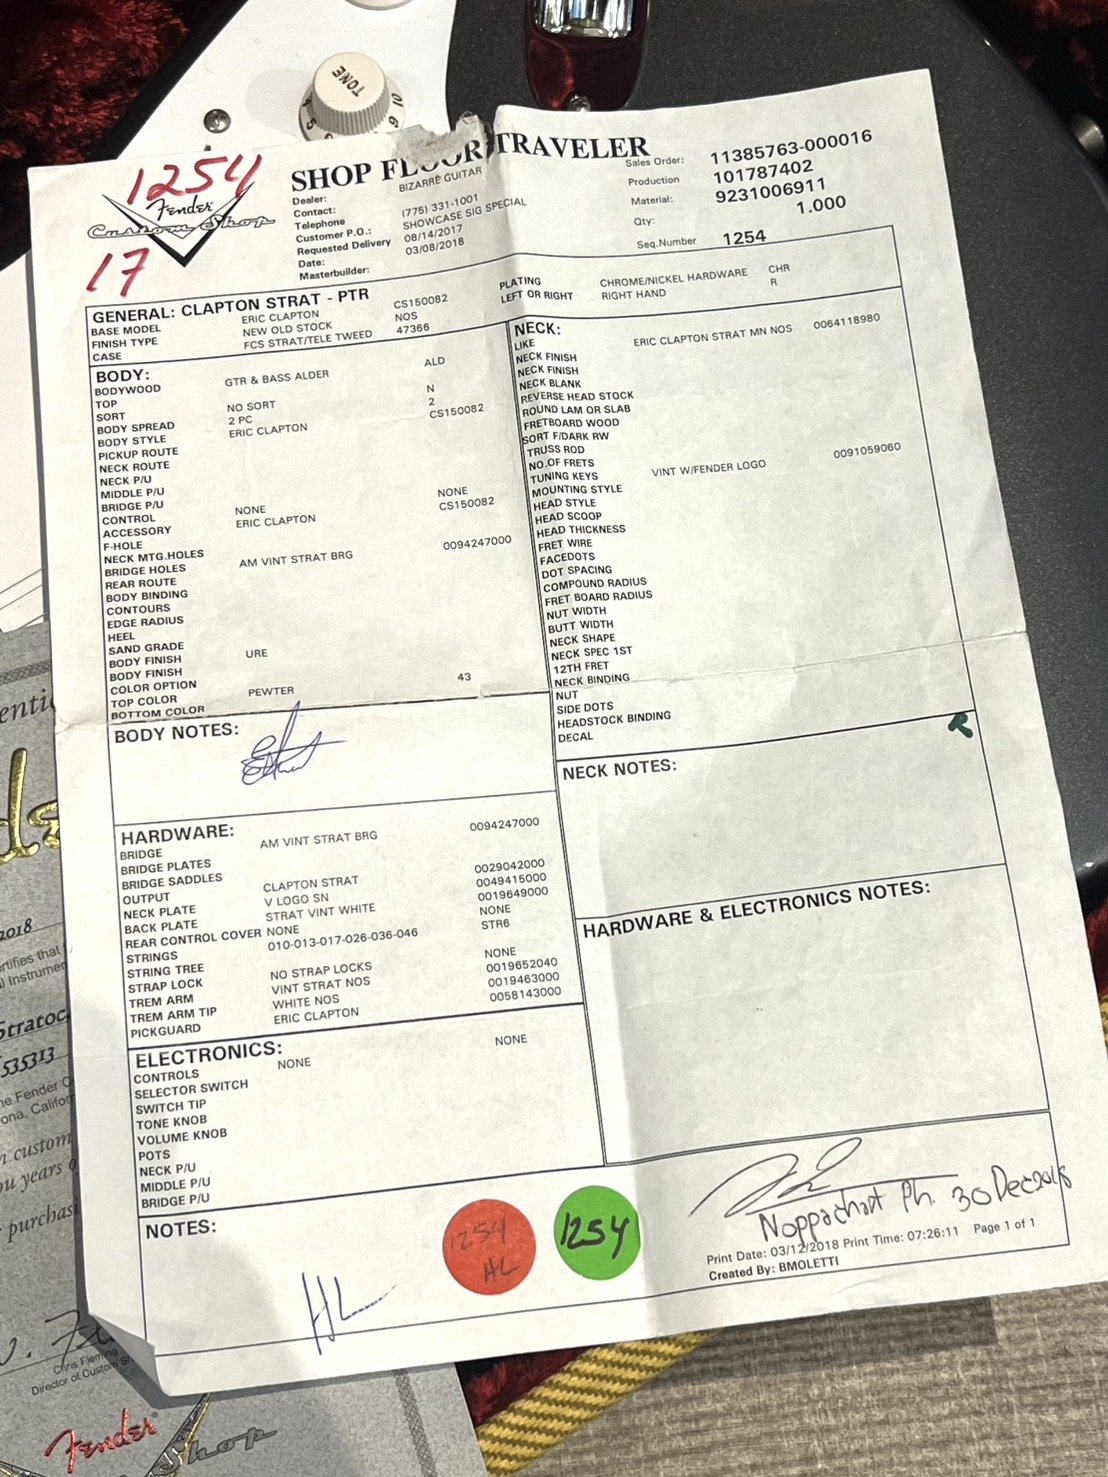 TONE
1254
Fender
Custom Shop
17
SHOP FLOOR TRAVELER
Dealer: BIZARRE GUITAR
Contact:
Telephone (775) 331-1001
Customer P.O.: SHOWCASE SIG SPECIAL
Requested Delivery 08/14/2017
Date: 03/08/2018
Masterbuilder:
Sales Order: 11385763-000016
Production 101787402
Material: 9231006911
Qty: 1.000
Seq.Number 1254
GENERAL: CLAPTON STRAT - PTR
BASE MODEL ERIC CLAPTON CS150082
FINISH TYPE NEW OLD STOCK NOS
CASE FCS STRAT/TELE TWEED 47366
PLATING CHROME/NICKEL HARDWARE CHR
LEFT OR RIGHT RIGHT HAND R
BODY:
BODYWOOD GTR & BASS ALDER ALD
TOP
SORT NO SORT N
BODY SPREAD 2 PC 2
BODY STYLE ERIC CLAPTON CS150082
PICKUP ROUTE
NECK ROUTE
NECK P/U
MIDDLE P/U
BRIDGE P/U
CONTROL NONE NONE
ACCESSORY ERIC CLAPTON CS150082
F-HOLE
NECK MTG.HOLES
BRIDGE HOLES AM VINT STRAT BRG 0094247000
REAR ROUTE
BODY BINDING
CONTOURS
EDGE RADIUS
HEEL
SAND GRADE
BODY FINISH URE
BODY FINISH
COLOR OPTION
TOP COLOR PEWTER 43
BOTTOM COLOR
NECK:
LIKE ERIC CLAPTON STRAT MN NOS 0064118980
NECK FINISH
NECK FINISH
NECK BLANK
REVERSE HEAD STOCK
ROUND LAM OR SLAB
FRETBOARD WOOD
SORT F/DARK RW
TRUSS ROD
NO.OF FRETS
TUNING KEYS VINT W/FENDER LOGO 0091059060
MOUNTING STYLE
HEAD STYLE
HEAD SCOOP
HEAD THICKNESS
FRET WIRE
FACEDOTS
DOT SPACING
COMPOUND RADIUS
FRET BOARD RADIUS
NUT WIDTH
BUTT WIDTH
NECK SHAPE
NECK SPEC 1ST
12TH FRET
NECK BINDING
NUT
SIDE DOTS
HEADSTOCK BINDING
DECAL
R
BODY NOTES:
NECK NOTES:
HARDWARE:
BRIDGE AM VINT STRAT BRG 0094247000
BRIDGE PLATES
BRIDGE SADDLES
OUTPUT CLAPTON STRAT 0029042000
NECK PLATE V LOGO SN 0049415000
BACK PLATE STRAT VINT WHITE 0019649000
REAR CONTROL COVER NONE NONE
STRINGS 010-013-017-026-036-046 STR6
STRING TREE
STRAP LOCK NO STRAP LOCKS NONE
TREM ARM VINT STRAT NOS 0019652040
TREM ARM TIP WHITE NOS 0019463000
PICKGUARD ERIC CLAPTON 0058143000
HARDWARE & ELECTRONICS NOTES:
ELECTRONICS:
CONTROLS NONE NONE
SELECTOR SWITCH
SWITCH TIP
TONE KNOB
VOLUME KNOB
POTS
NECK P/U
MIDDLE P/U
BRIDGE P/U
NOTES:
HL
1254
HL
1254
Noppachart Ph. 30 Dec 2018
Print Date: 03/12/2018 Print Time: 07:26:11 Page 1 of 1
Created By: BMOLETTI
2018
rtifies that
Instrumen
535313
he Fender
ona, Califor
custom
ou years
purchas
Chris Fleming
Director of Custom Sh
Fender
Shop